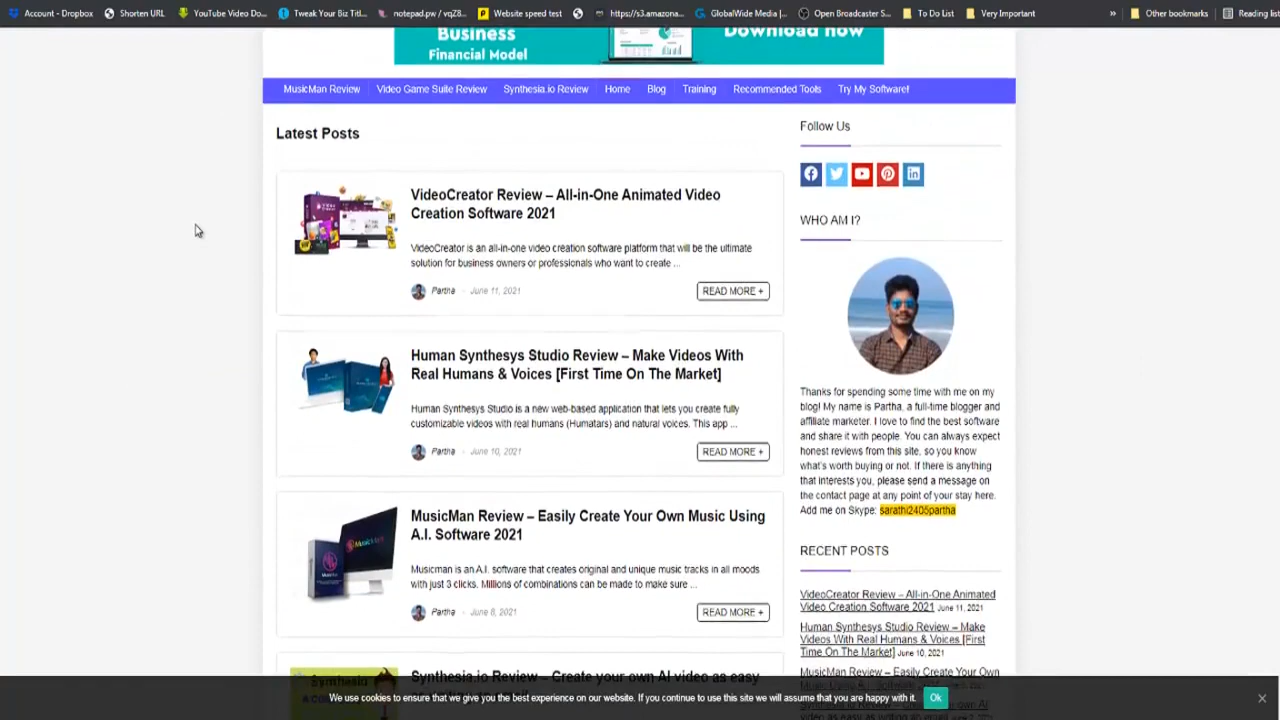 Account - Dropbox
Shorten URL
YouTube Video Do...
Tweak Your Biz Titl...
notepad.pw / vqZ8...
Website speed test
https://s3.amazona...
GlobalWide Media |...
Open Broadcaster S...
To Do List
Very Important
»
Other bookmarks
Reading list
Business
Financial Model
Download now
MusicMan Review
Video Game Suite Review
Synthesia.io Review
Home
Blog
Training
Recommended Tools
Try My Software!
Latest Posts
VideoCreator Review – All-in-One Animated Video
Creation Software 2021
VideoCreator is an all-in-one video creation software platform that will be the ultimate
solution for business owners or professionals who want to create ...
Partha - June 11, 2021
READ MORE +
Human Synthesys Studio Review – Make Videos With
Real Humans & Voices [First Time On The Market]
Human Synthesys Studio is a new web-based application that lets you create fully
customizable videos with real humans (Humatars) and natural voices. This app ...
Partha - June 10, 2021
READ MORE +
MusicMan Review – Easily Create Your Own Music Using
A.I. Software 2021
Musicman is an A.I. software that creates original and unique music tracks in all moods
with just 3 clicks. Millions of combinations can be made to make sure ...
Partha - June 8, 2021
READ MORE +
Synthesia
Synthesia.io Review – Create your own AI video as easy
Follow Us
WHO AM I?
Thanks for spending some time with me on my
blog! My name is Partha, a full-time blogger and
affiliate marketer. I love to find the best software
and share it with people. You can always expect
honest reviews from this site, so you know
what's worth buying or not. If there is anything
that interests you, please send a message on
the contact page at any point of your stay here.
Add me on Skype: sarathi2405partha
RECENT POSTS
VideoCreator Review – All-in-One Animated
Video Creation Software 2021 June 11, 2021
Human Synthesys Studio Review – Make
Videos With Real Humans & Voices [First
Time On The Market] June 10, 2021
MusicMan Review – Easily Create Your Own
We use cookies to ensure that we give you the best experience on our website. If you continue to use this site we will assume that you are happy with it.
Ok